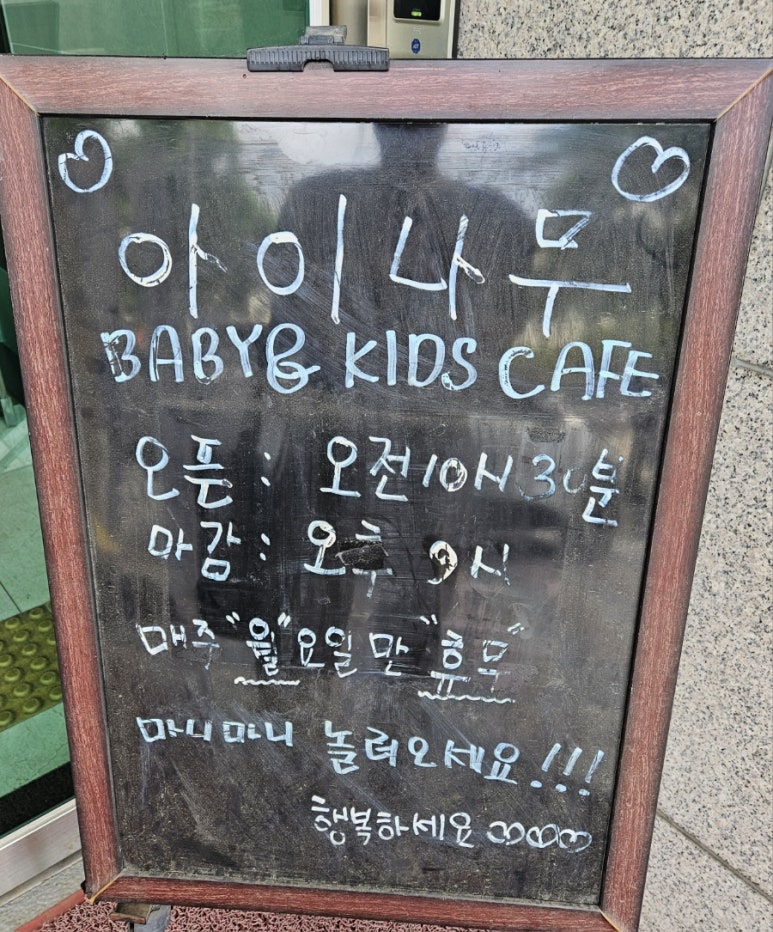 아이나무
BABY& KIDS CAFE
오픈 : 오전10시 30분
마감 : 오후 9시
매주 "월"요일만 "휴무"
마니마니 놀러오세요!!!
행복하세요